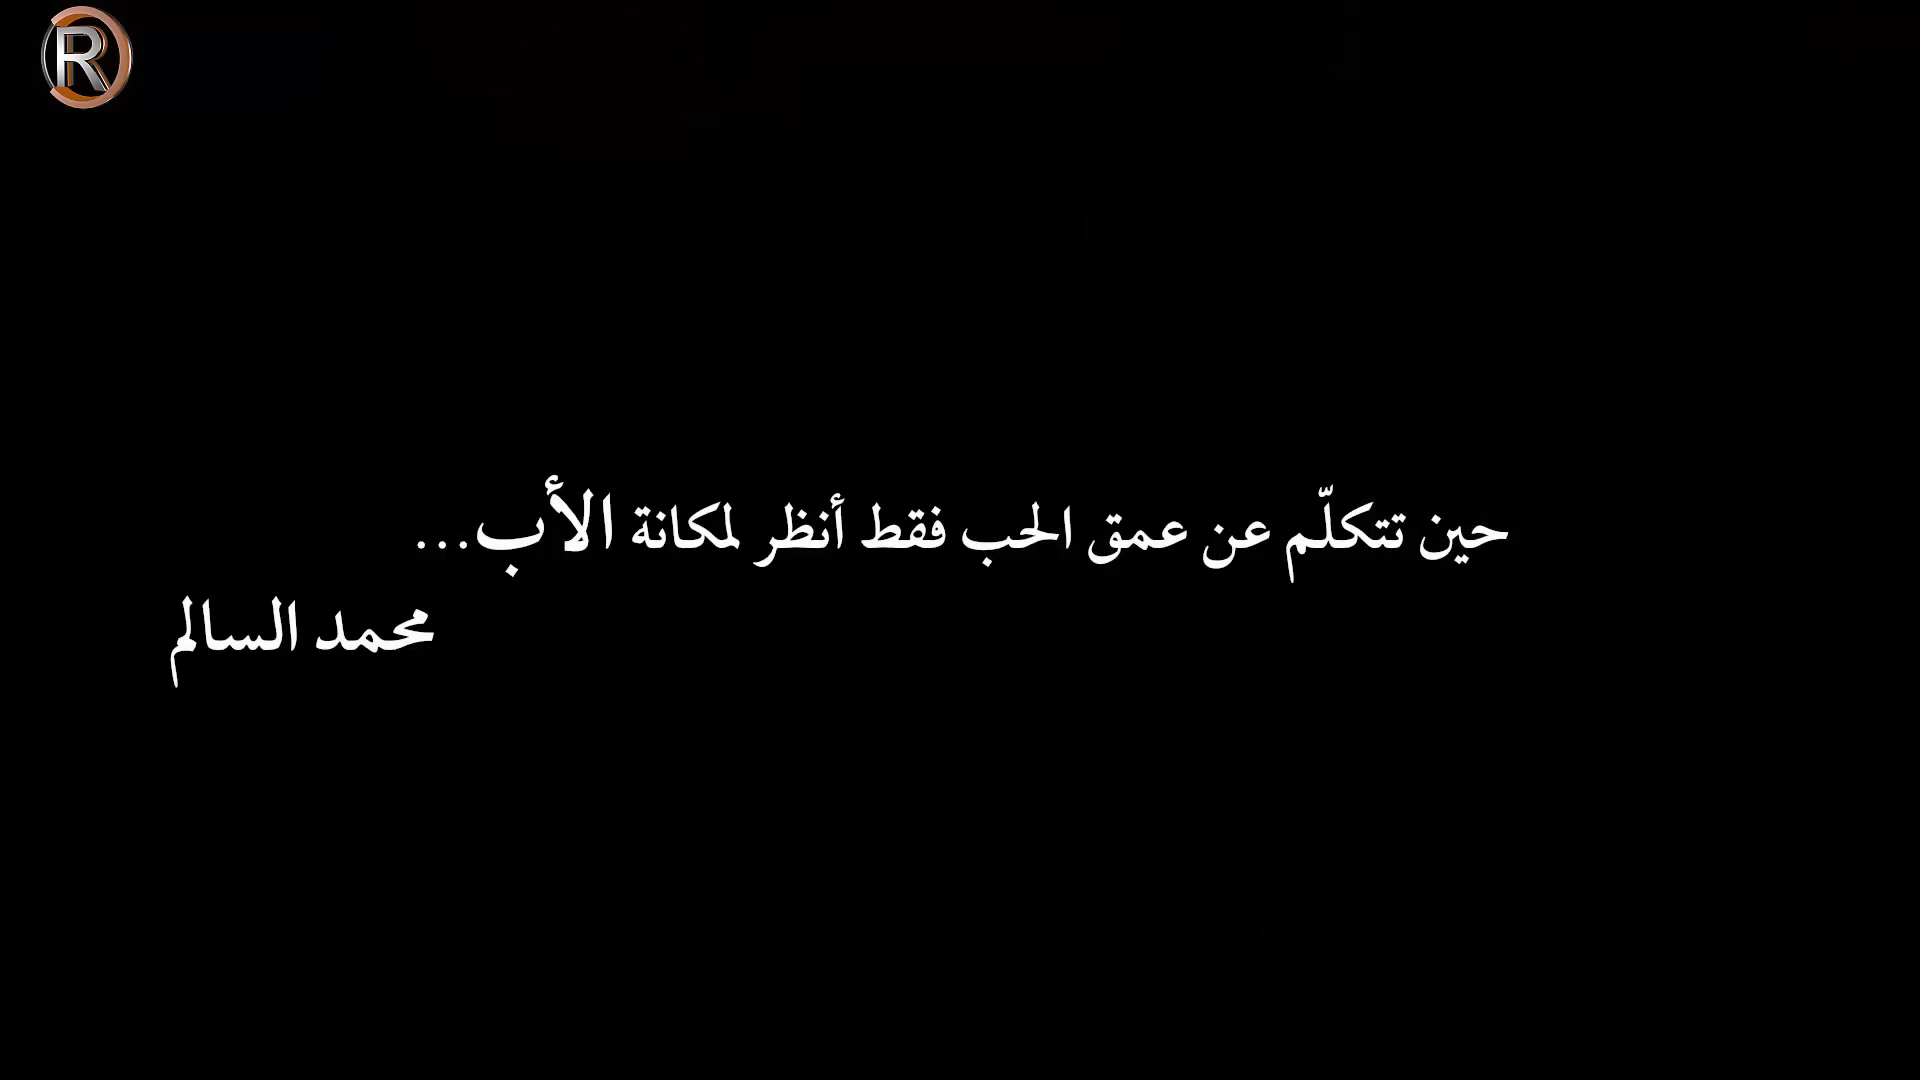 R
حين تتكلّم عن عمق الحب فقط أنظر لمكانة الأب...
محمد السالم